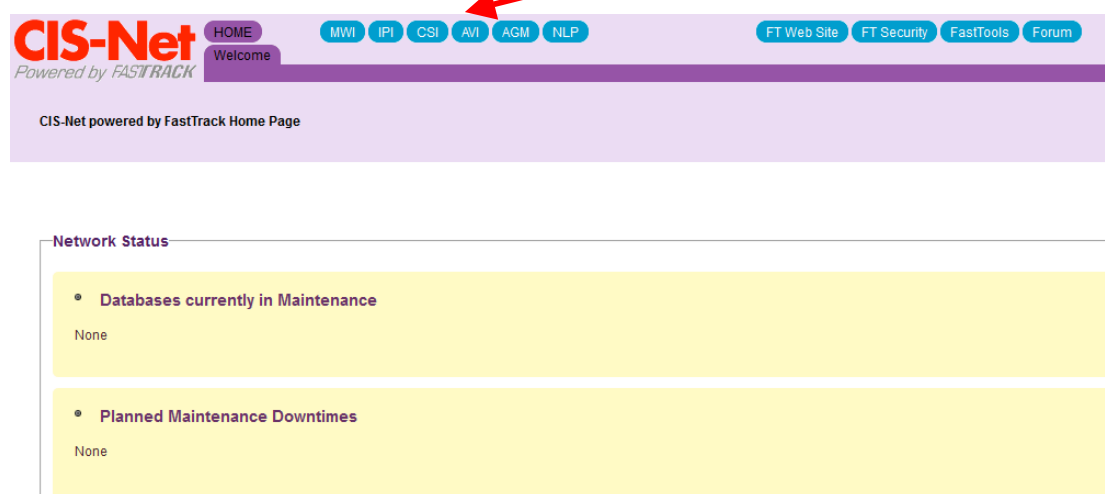 CIS-Net HOME MWI IPI CSI AVI AGM NLP FT Web Site FT Security FastTools Forum
Welcome
Powered by FASTTRACK
CIS-Net powered by FastTrack Home Page
Network Status
Databases currently in Maintenance
None
Planned Maintenance Downtimes
None